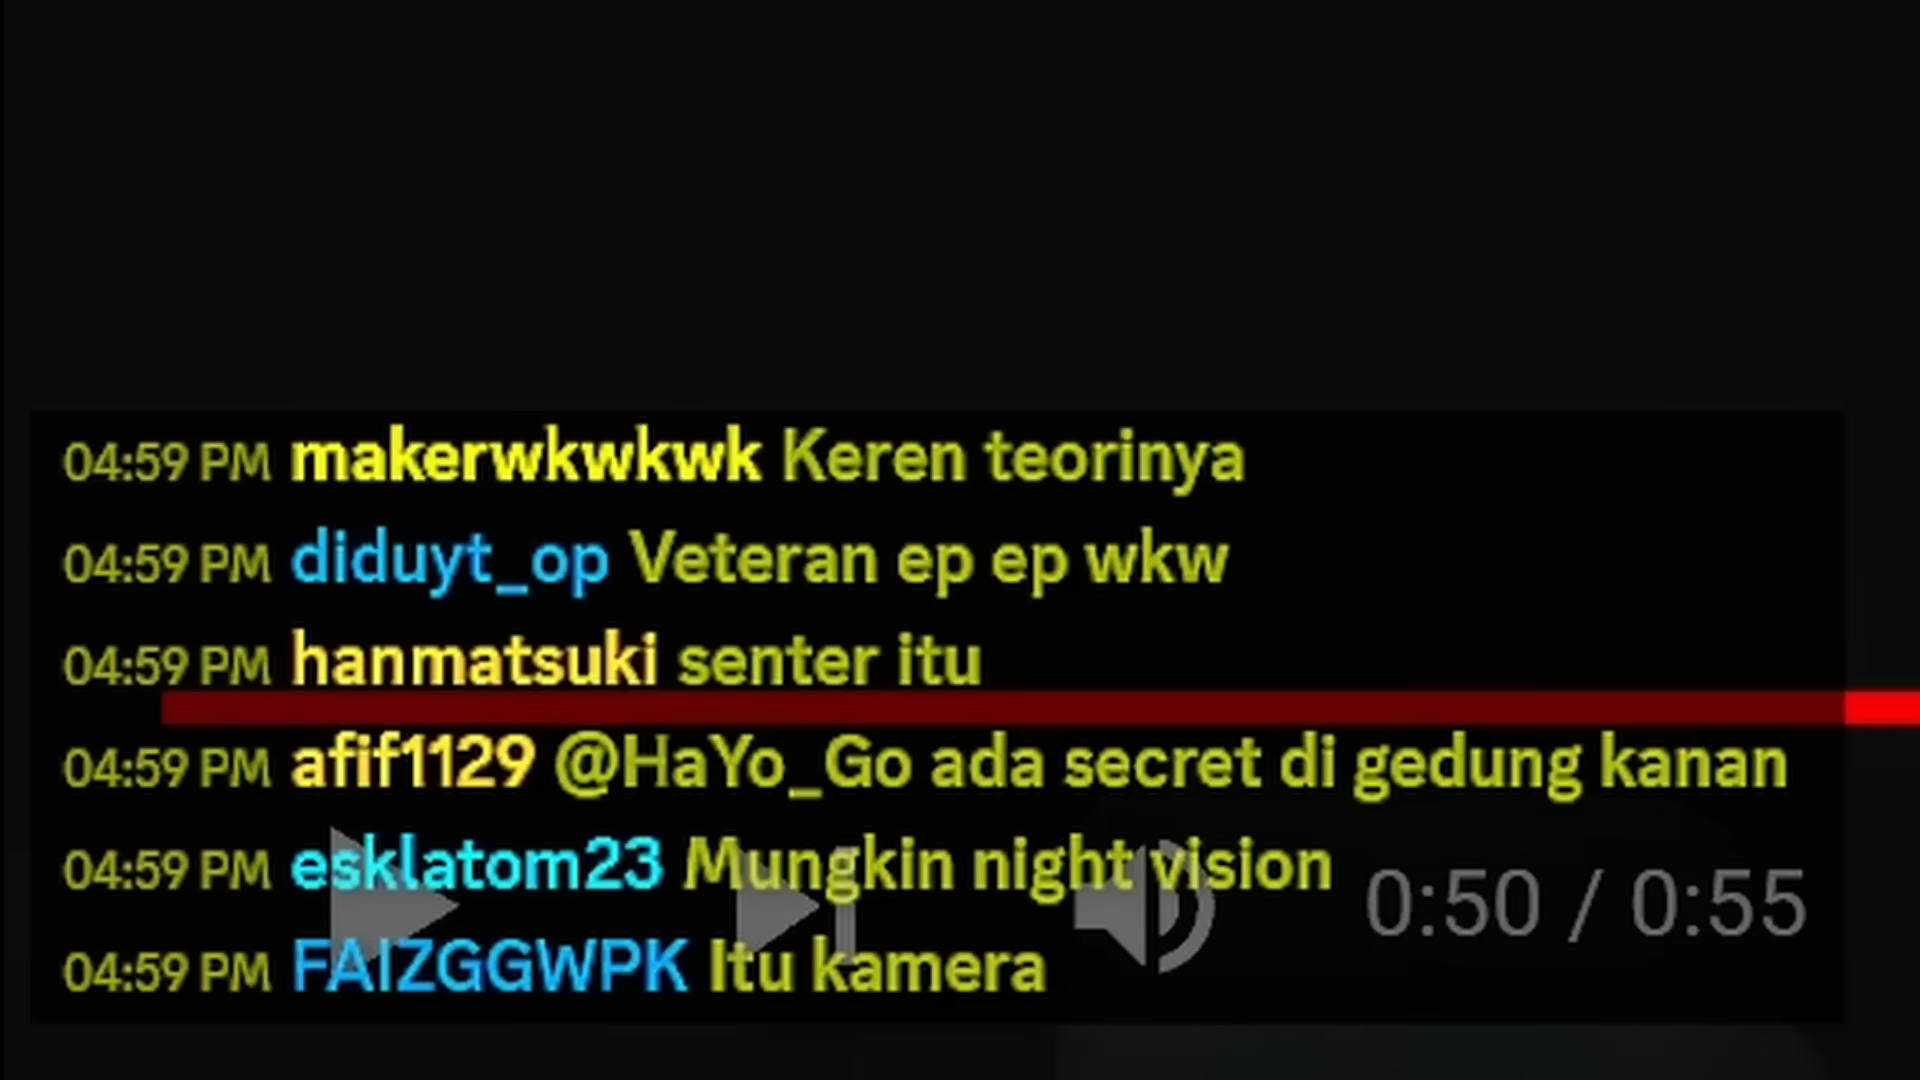 04:59 PM makerwkwkwk Keren teorinya
04:59 PM diduyt_op Veteran ep ep wkw
04:59 PM hanmatsuki senter itu
04:59 PM afif1129 @HaYo_Go ada secret di gedung kanan
04:59 PM esklatom23 Mungkin night vision
0:50 / 0:55
04:59 PM FAIZGGWPK Itu kamera